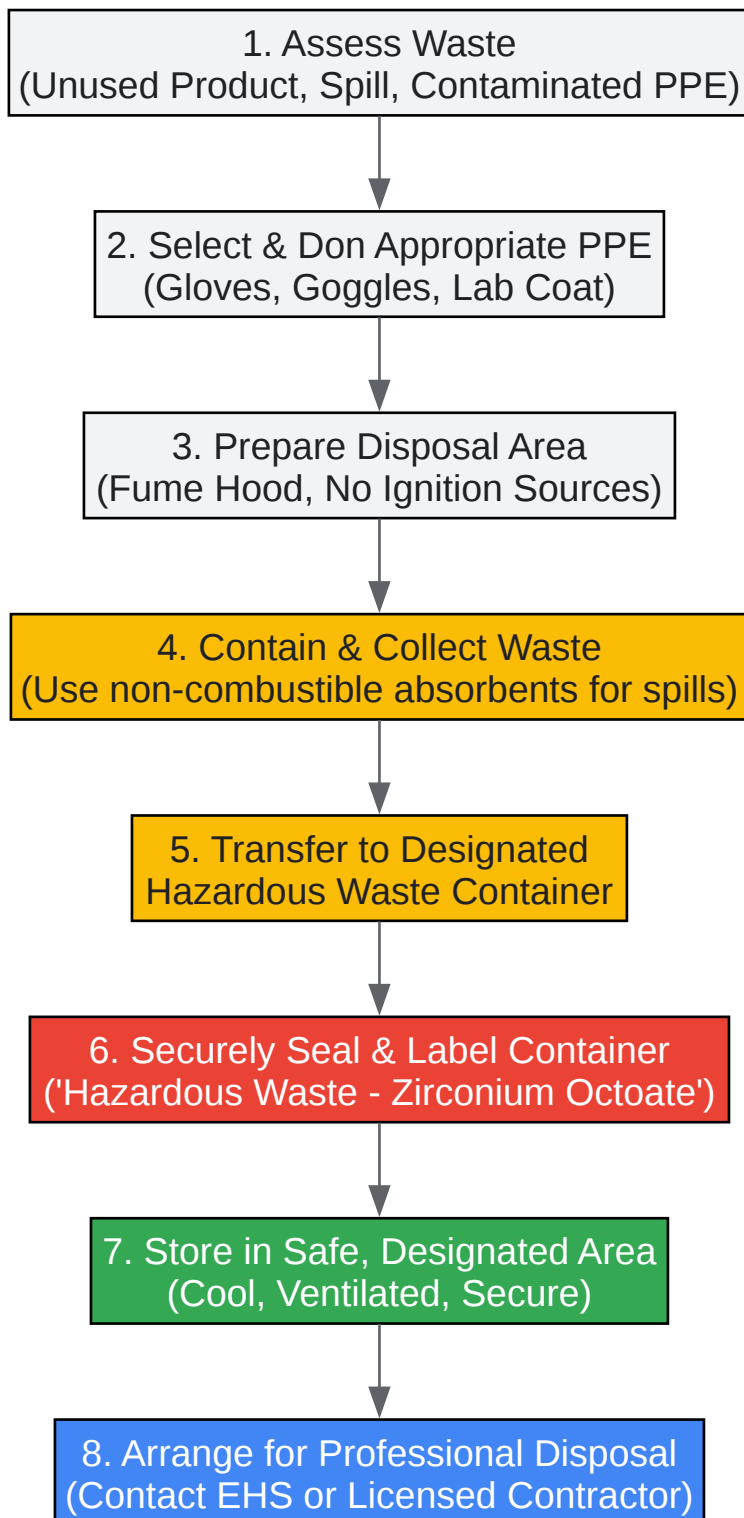 1. Assess Waste
(Unused Product, Spill, Contaminated PPE)
2. Select & Don Appropriate PPE
(Gloves, Goggles, Lab Coat)
3. Prepare Disposal Area
(Fume Hood, No Ignition Sources)
4. Contain & Collect Waste
(Use non-combustible absorbents for spills)
5. Transfer to Designated
Hazardous Waste Container
6. Securely Seal & Label Container
('Hazardous Waste - Zirconium Octoate')
7. Store in Safe, Designated Area
(Cool, Ventilated, Secure)
8. Arrange for Professional Disposal
(Contact EHS or Licensed Contractor)